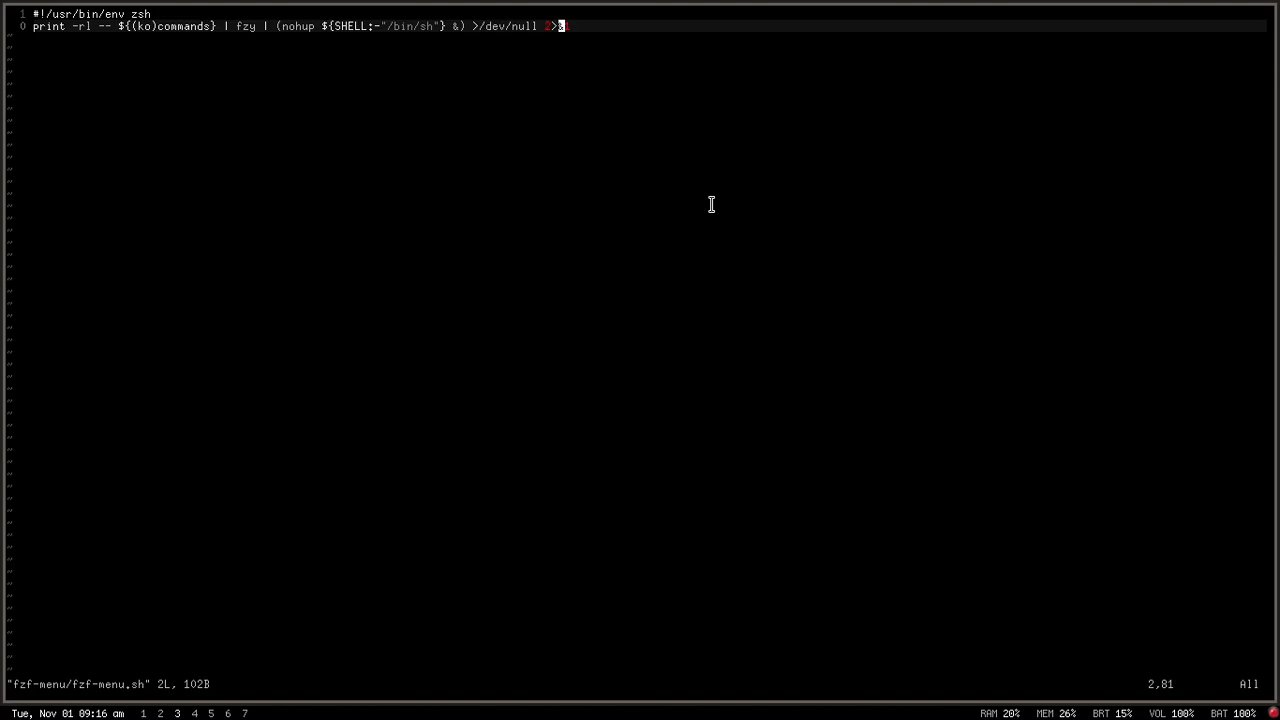 1 #!/usr/bin/env zsh
0 print -rl -- ${(ko)commands} | fzy | (nohup ${SHELL:-"/bin/sh"} &) >/dev/null 2>&1
"fzf-menu/fzf-menu.sh" 2L, 102B 2,81 All
Tue, Nov 01 09:16 am 1 2 3 4 5 6 7 RAM 20% MEM 26% BRT 15% VOL 100% BAT 100%